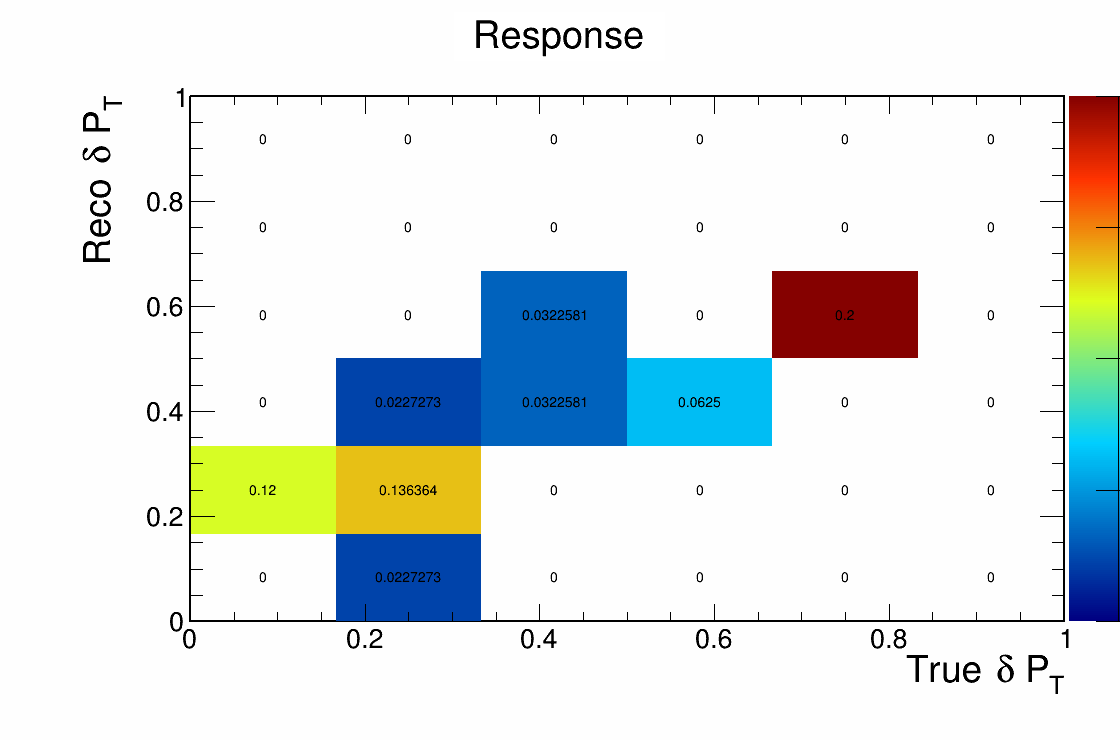 Response
Reco δ P_T
1
0 0 0 0 0 0
0.8
0 0 0 0 0 0
0.6
0 0 0.0322581 0 0.2 0
0.4
0 0.0227273 0.0322581 0.0625 0 0
0.12 0.136364 0 0 0 0
0.2
0 0.0227273 0 0 0 0
0
0 0.2 0.4 0.6 0.8 1
True δ P_T